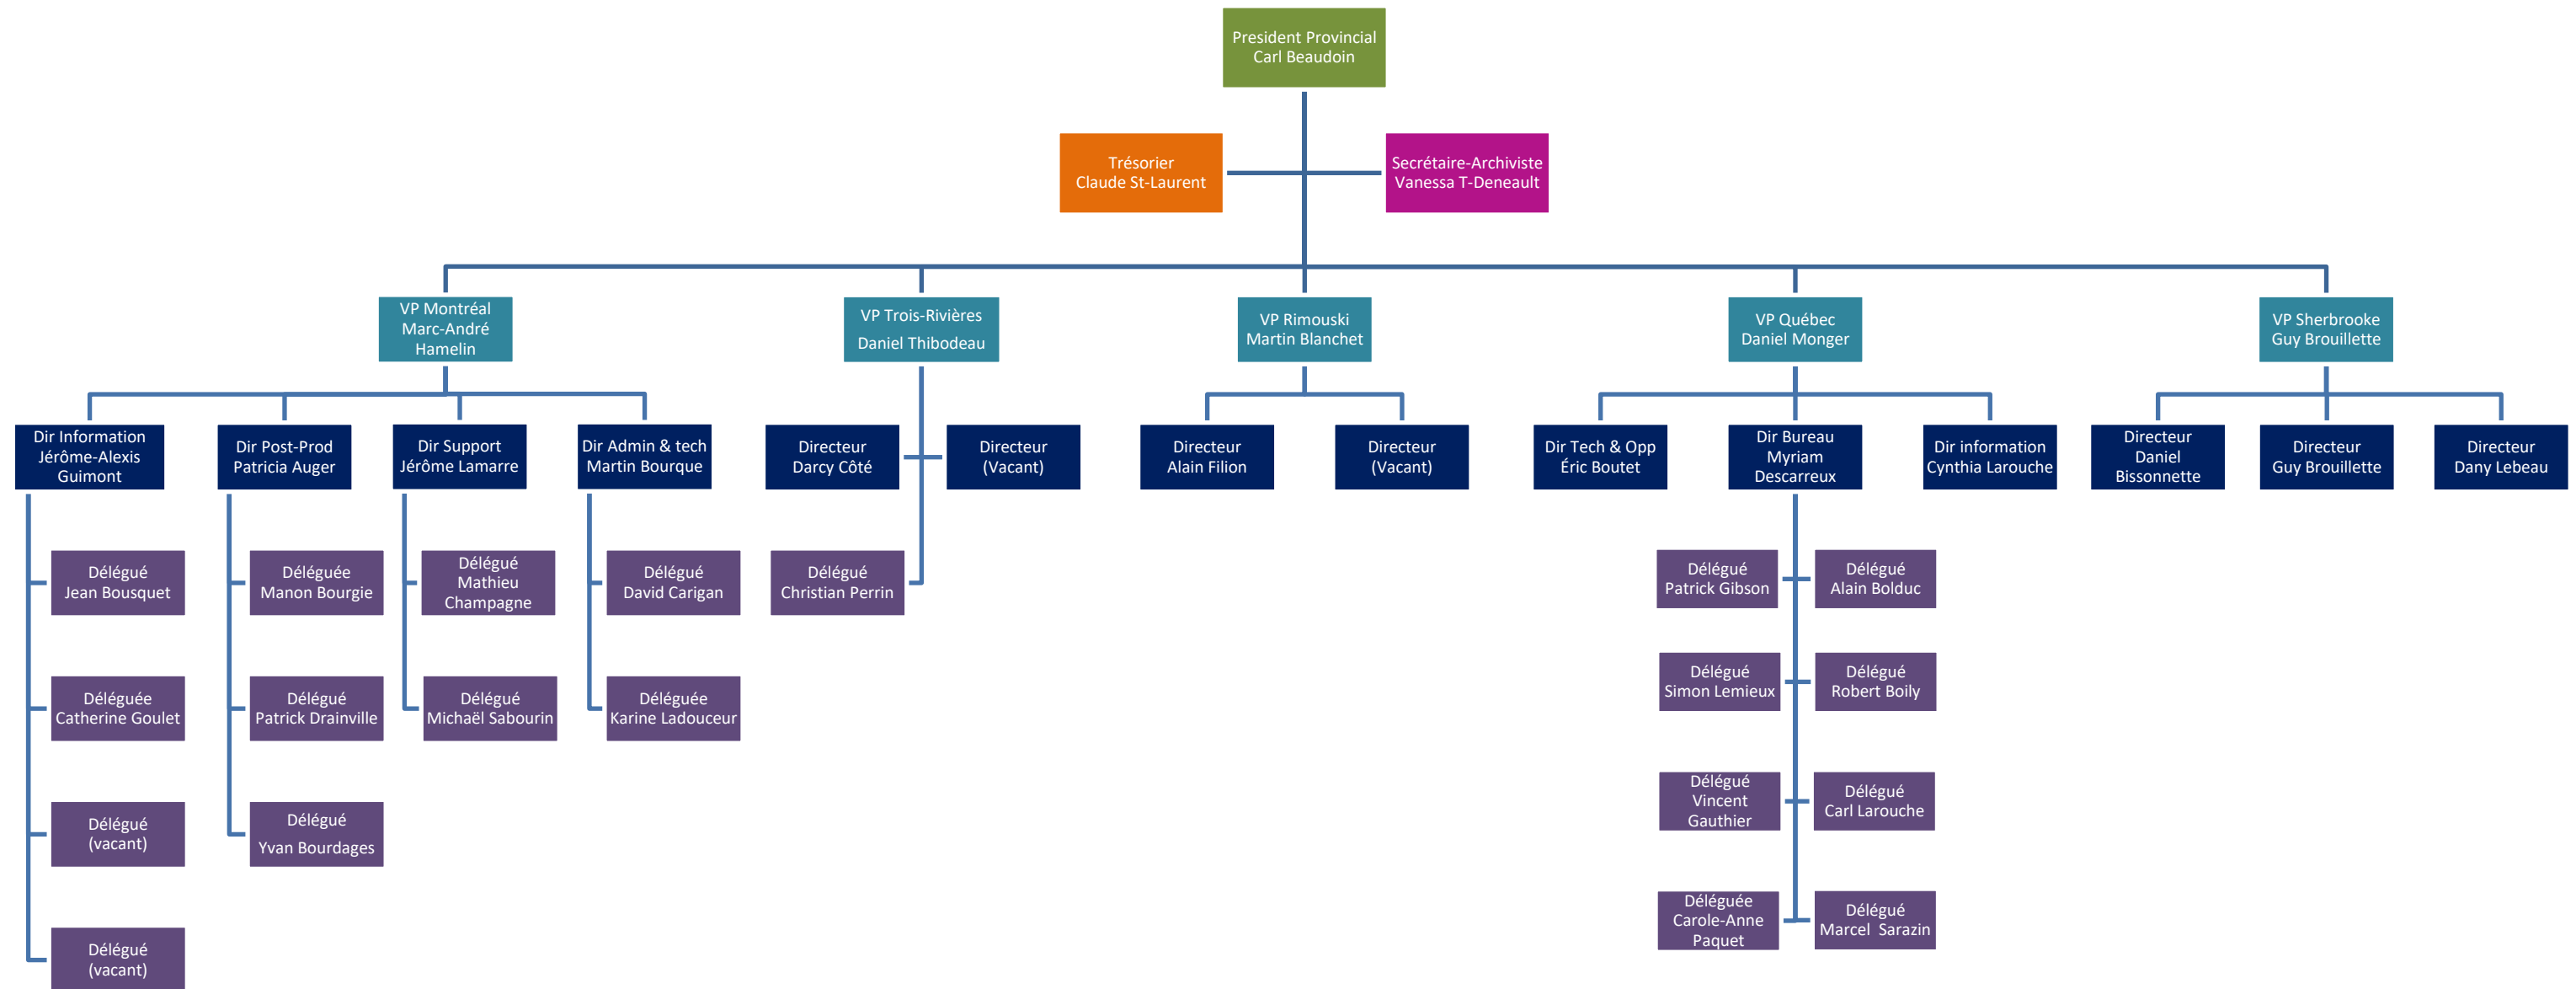 President Provincial
Carl Beaudoin
Trésorier
Claude St-Laurent
Secrétaire-Archiviste
Vanessa T-Deneault
VP Montréal
Marc-André
Hamelin
VP Trois-Rivières
Daniel Thibodeau
VP Rimouski
Martin Blanchet
VP Québec
Daniel Monger
VP Sherbrooke
Guy Brouillette
Dir Information
Jérôme-Alexis
Guimont
Dir Post-Prod
Patricia Auger
Dir Support
Jérôme Lamarre
Dir Admin & tech
Martin Bourque
Directeur
Darcy Côté
Directeur
(Vacant)
Directeur
Alain Filion
Directeur
(Vacant)
Dir Tech & Opp
Éric Boutet
Dir Bureau
Myriam
Descarreux
Dir information
Cynthia Larouche
Directeur
Daniel
Bissonnette
Directeur
Guy Brouillette
Directeur
Dany Lebeau
Délégué
Jean Bousquet
Déléguée
Manon Bourgie
Délégué
Mathieu
Champagne
Délégué
David Carigan
Délégué
Christian Perrin
Délégué
Patrick Gibson
Délégué
Alain Bolduc
Déléguée
Catherine Goulet
Délégué
Patrick Drainville
Délégué
Michaël Sabourin
Déléguée
Karine Ladouceur
Délégué
Simon Lemieux
Délégué
Robert Boily
Délégué
(vacant)
Délégué
Yvan Bourdages
Délégué
Vincent
Gauthier
Délégué
Carl Larouche
Délégué
(vacant)
Déléguée
Carole-Anne
Paquet
Délégué
Marcel  Sarazin